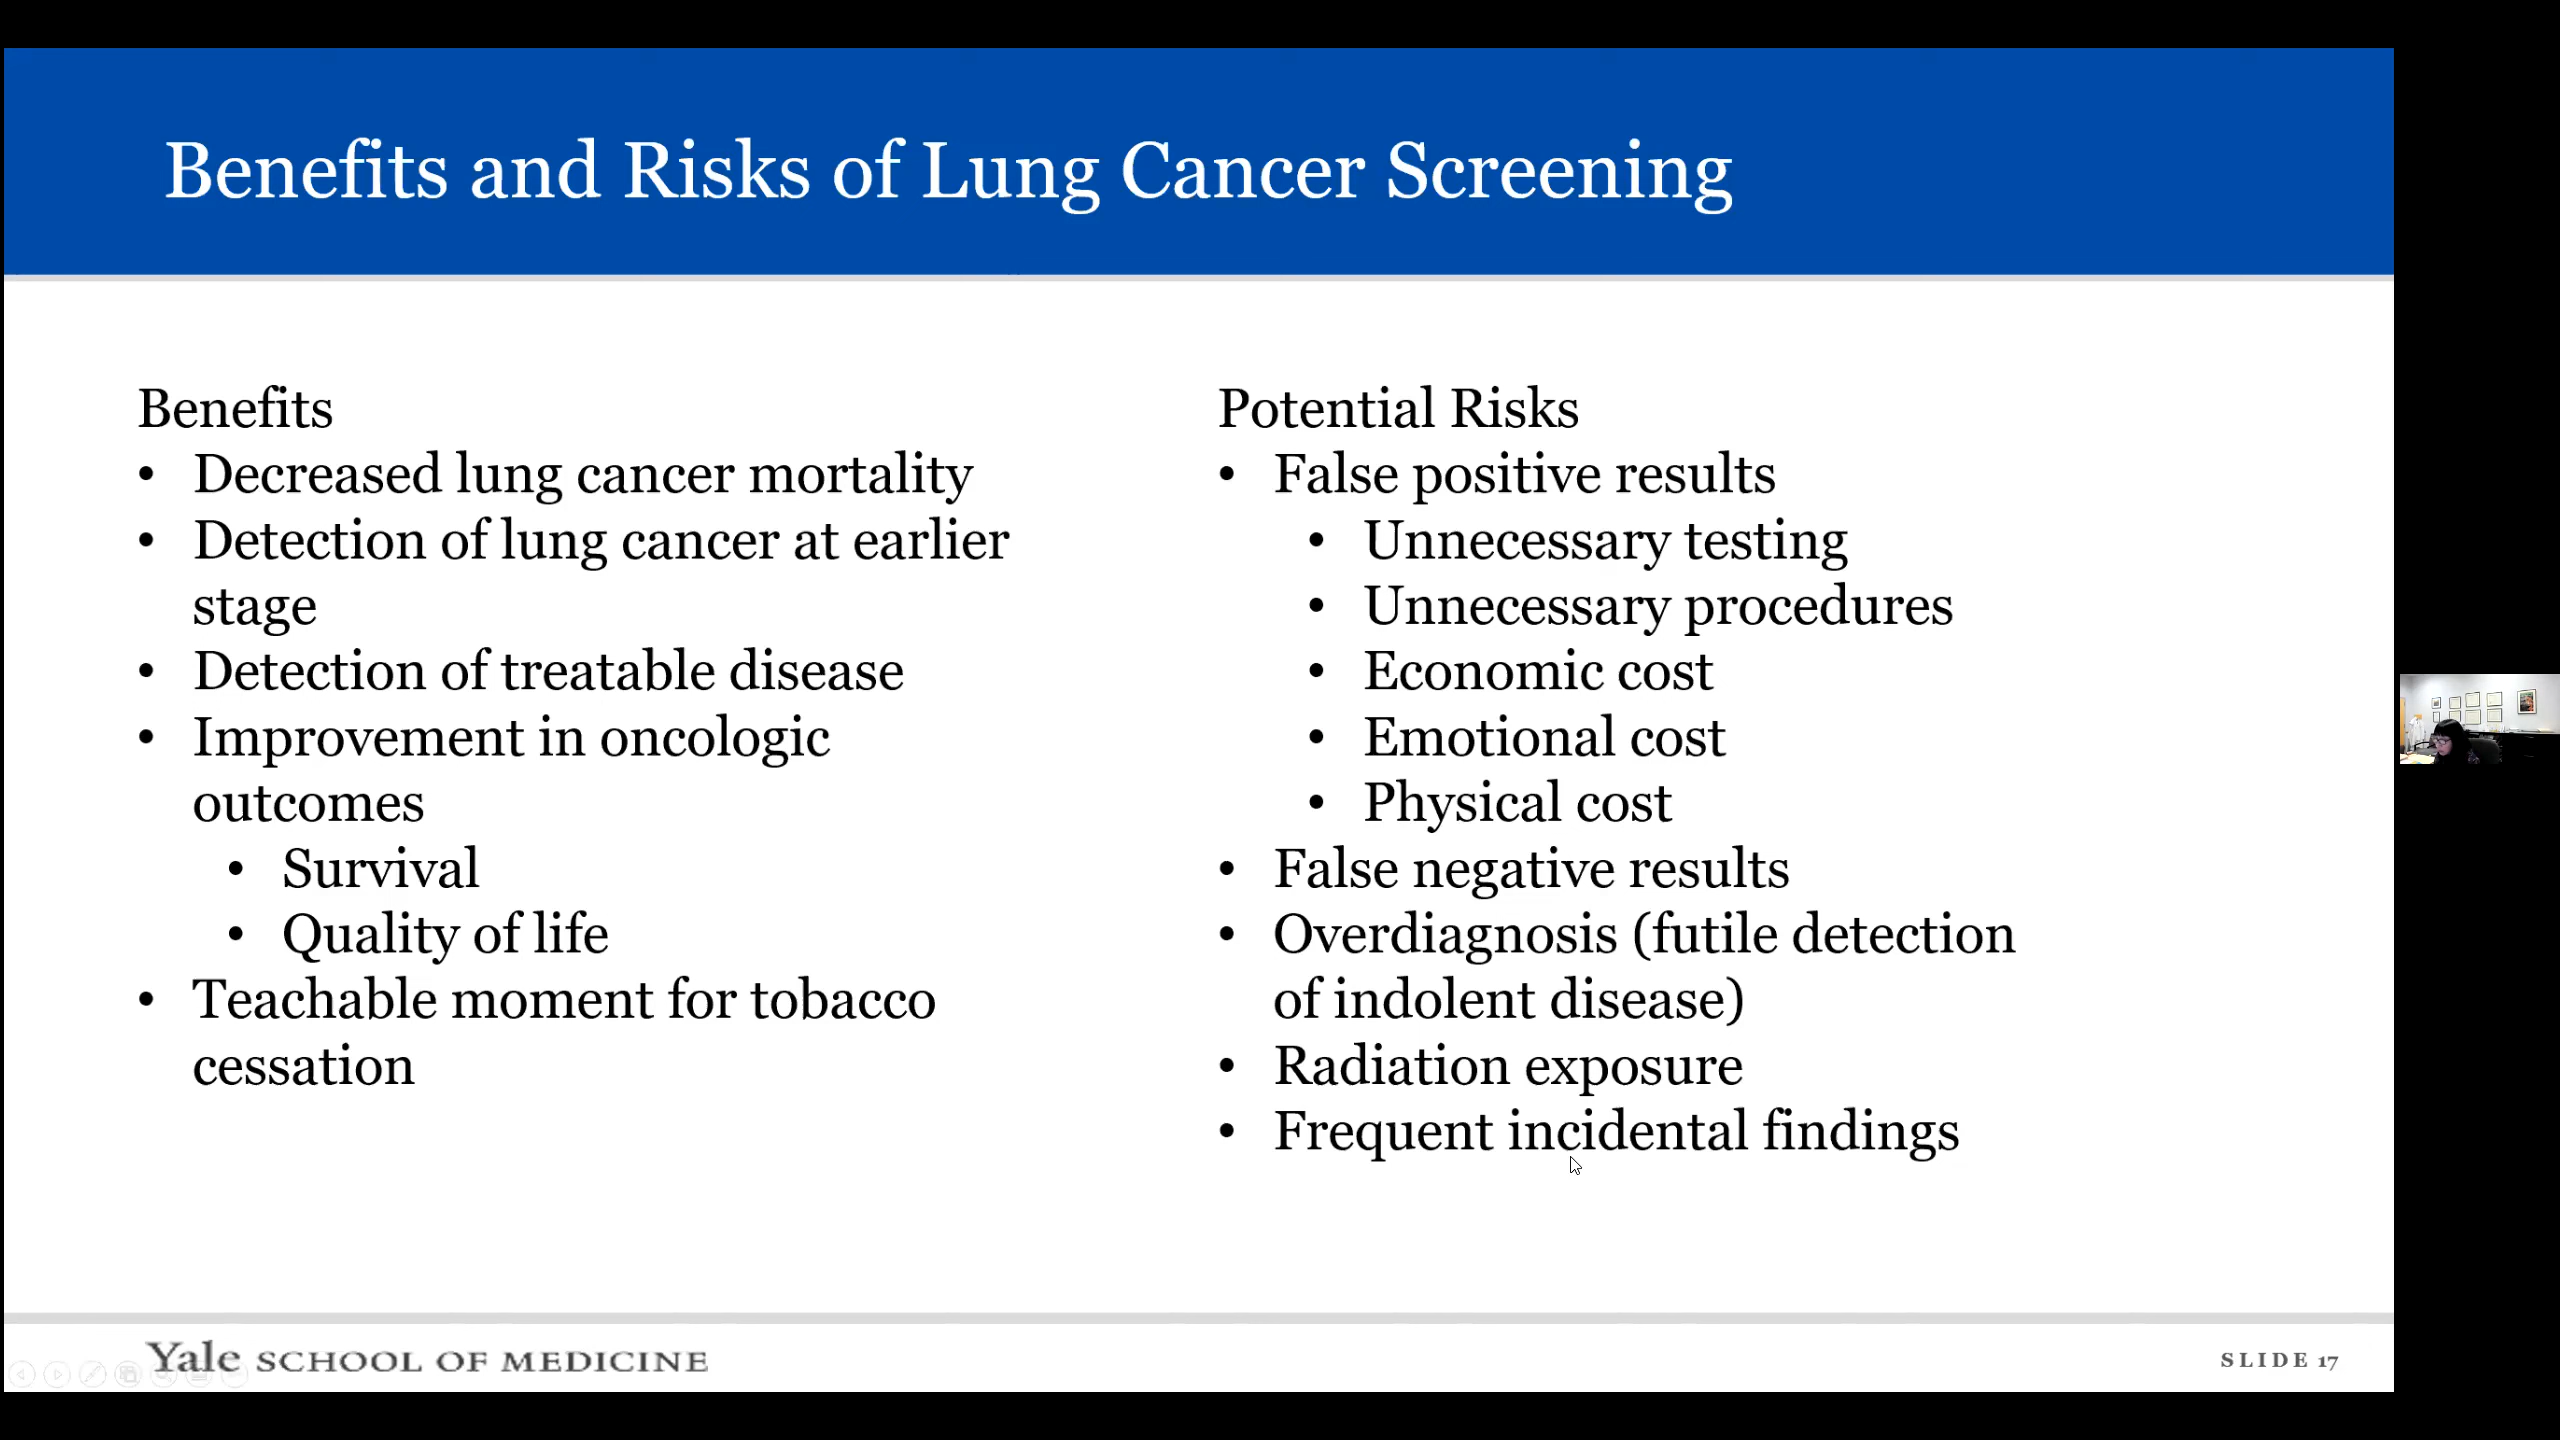 Benefits and Risks of Lung Cancer Screening
Benefits
• Decreased lung cancer mortality
• Detection of lung cancer at earlier
stage
• Detection of treatable disease
• Improvement in oncologic
outcomes
• Survival
• Quality of life
• Teachable moment for tobacco
cessation
Potential Risks
• False positive results
• Unnecessary testing
• Unnecessary procedures
• Economic cost
• Emotional cost
• Physical cost
• False negative results
• Overdiagnosis (futile detection
of indolent disease)
• Radiation exposure
• Frequent incidental findings
Yale SCHOOL OF MEDICINE
SLIDE 17